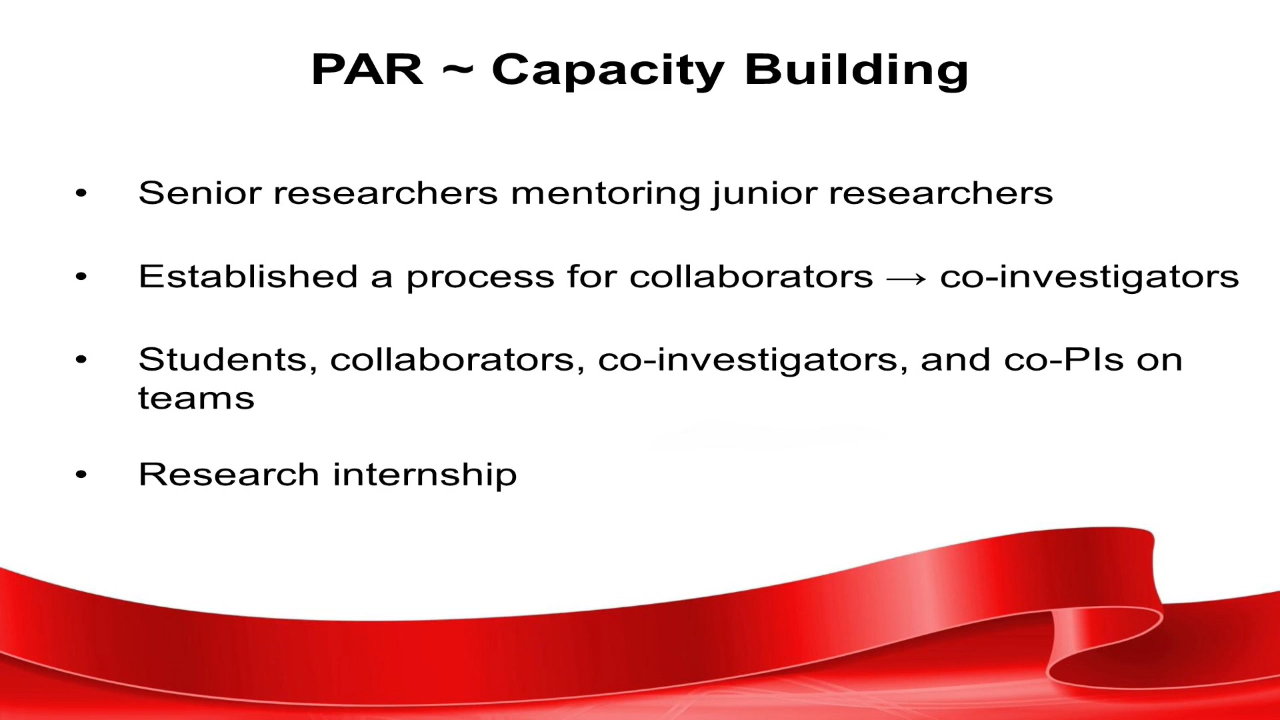 PAR ~ Capacity Building
• Senior researchers mentoring junior researchers
• Established a process for collaborators → co-investigators
• Students, collaborators, co-investigators, and co-PIs on
teams
• Research internship